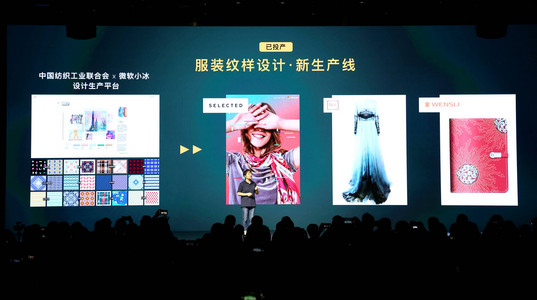 已投产
服装纹样设计·新生产线
中国纺织工业联合会 x 微软小冰
设计生产平台
SELECTED
WENSLI